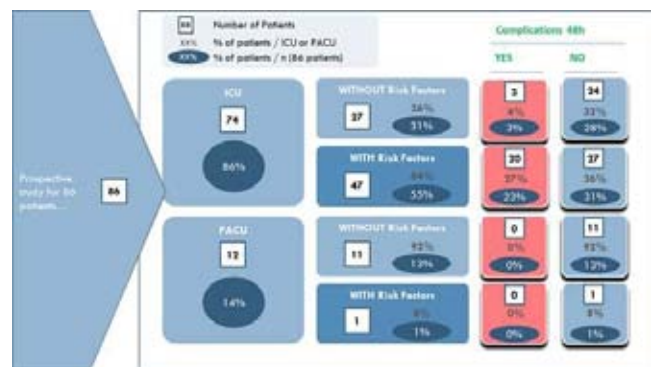 Number of Patients
XX% % of patients / ICU or PACU
XX% % of patients / n (86 patients)
Complications 48h
YES NO
Prospective
study for 86
patients...
86
ICU
74
86%
WITHOUT Risk Factors
27
36%
31%
3
4%
3%
24
32%
28%
WITH Risk Factors
47
64%
55%
20
27%
23%
27
36%
31%
PACU
12
14%
WITHOUT Risk Factors
11
92%
13%
0
0%
0%
11
92%
13%
WITH Risk Factors
1
8%
1%
0
0%
0%
1
8%
1%